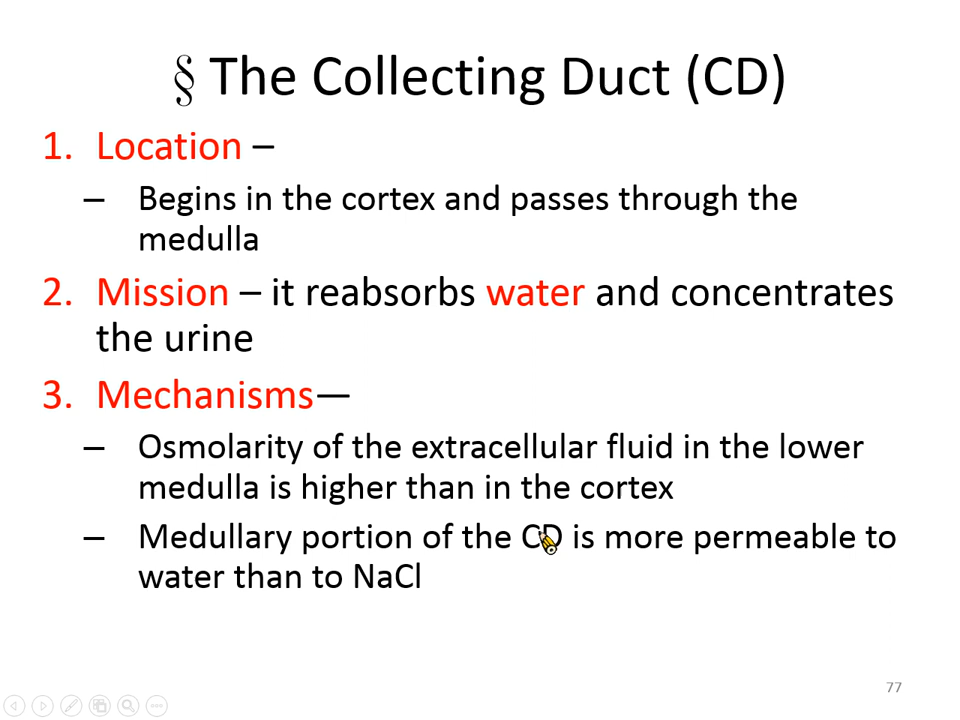 § The Collecting Duct (CD)
1. Location –
– Begins in the cortex and passes through the
medulla
2. Mission – it reabsorbs water and concentrates
the urine
3. Mechanisms—
– Osmolarity of the extracellular fluid in the lower
medulla is higher than in the cortex
– Medullary portion of the CD is more permeable to
water than to NaCl
77